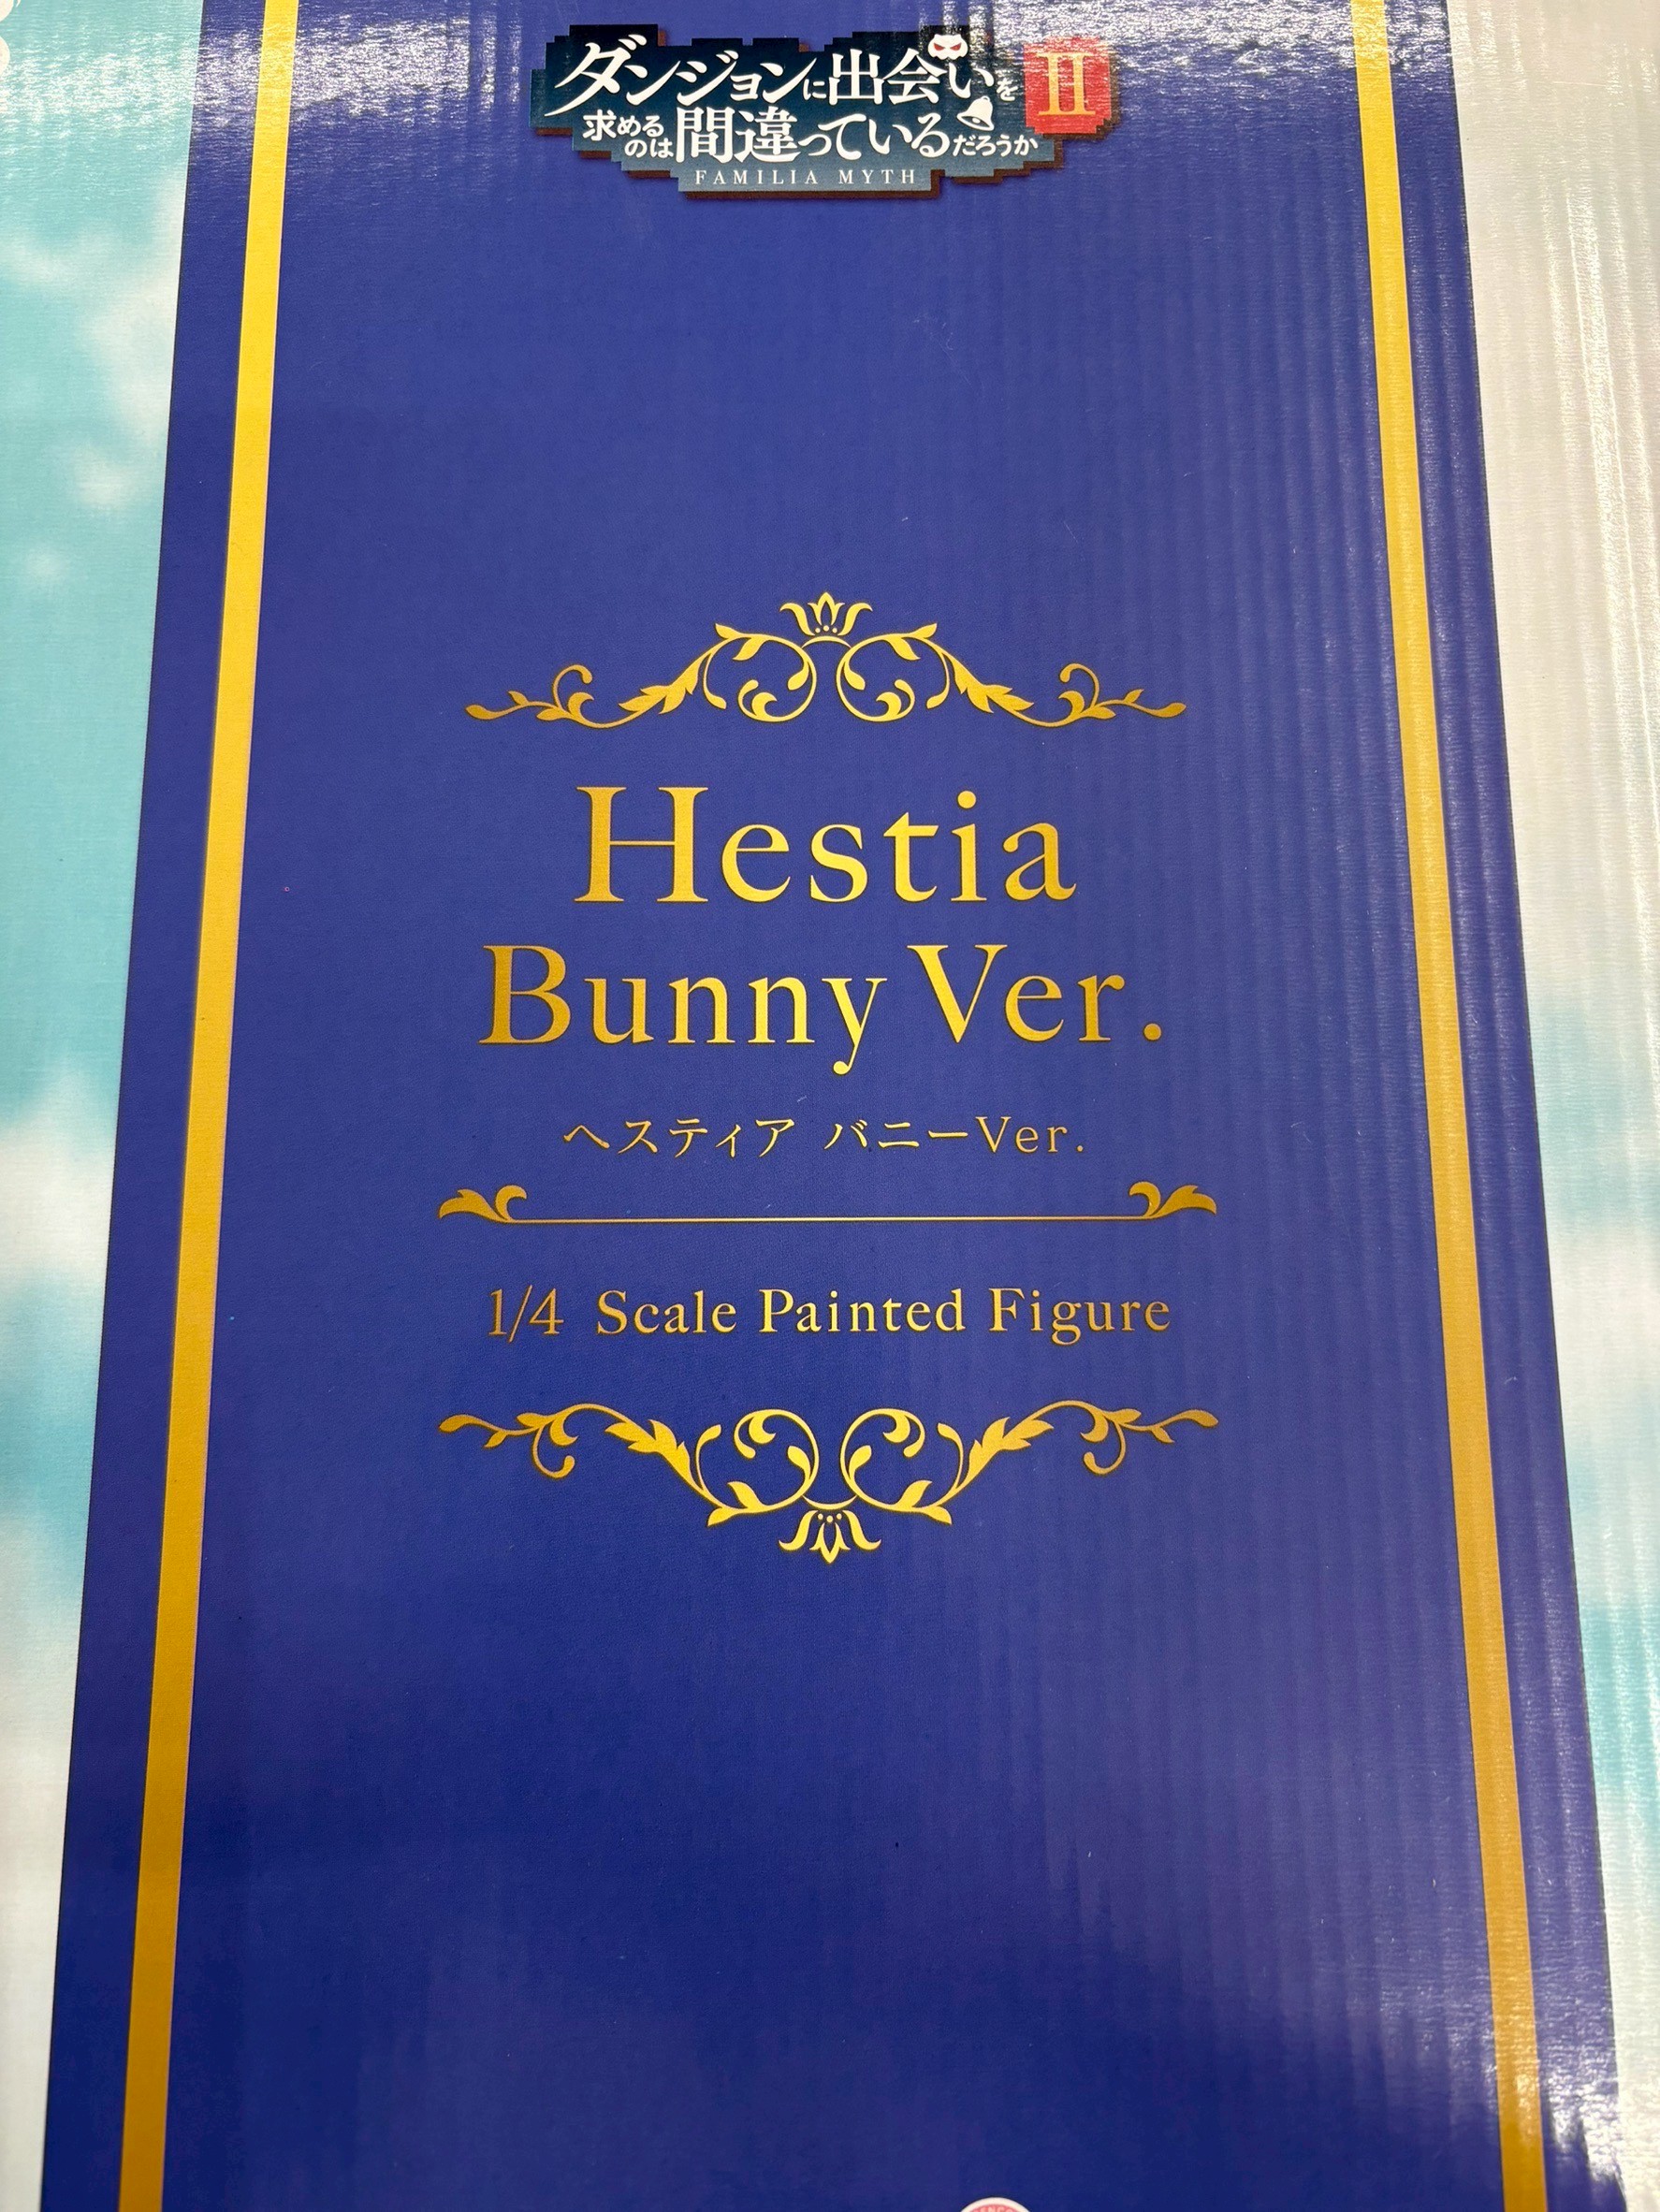 ダンジョンに出会いを II
求めるのは間違っているだろうか
FAMILIA MYTH
Hestia
Bunny Ver.
ヘスティア バニーVer.
1/4 Scale Painted Figure